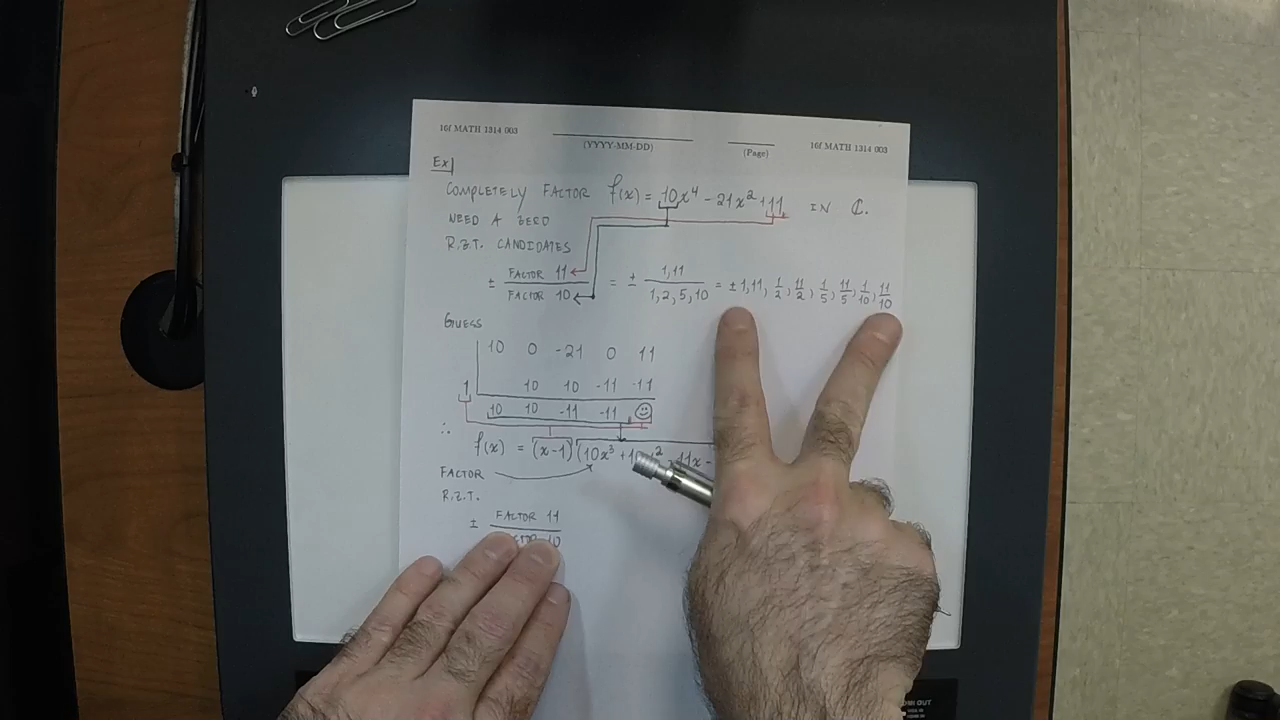 16f MATH 1314 003
(YYYY-MM-DD)
(Page)
16f MATH 1314 003
Ex
COMPLETELY FACTOR f(x) = 10x⁴ - 21x² + 11 IN ℂ.
NEED A ZERO
R.Z.T. CANDIDATES
± FACTOR 11 / FACTOR 10 = ± 1,11 / 1,2,5,10 = ± 1,11, 1/2, 11/2, 1/5, 11/5, 1/10, 11/10
GUESS
10 0 -21 0 11
1 10 10 -11 -11
10 10 -11 -11 ☺
∴ f(x) = (x-1)(10x³ +
FACTOR
R.Z.T.
± FACTOR 11 / 10